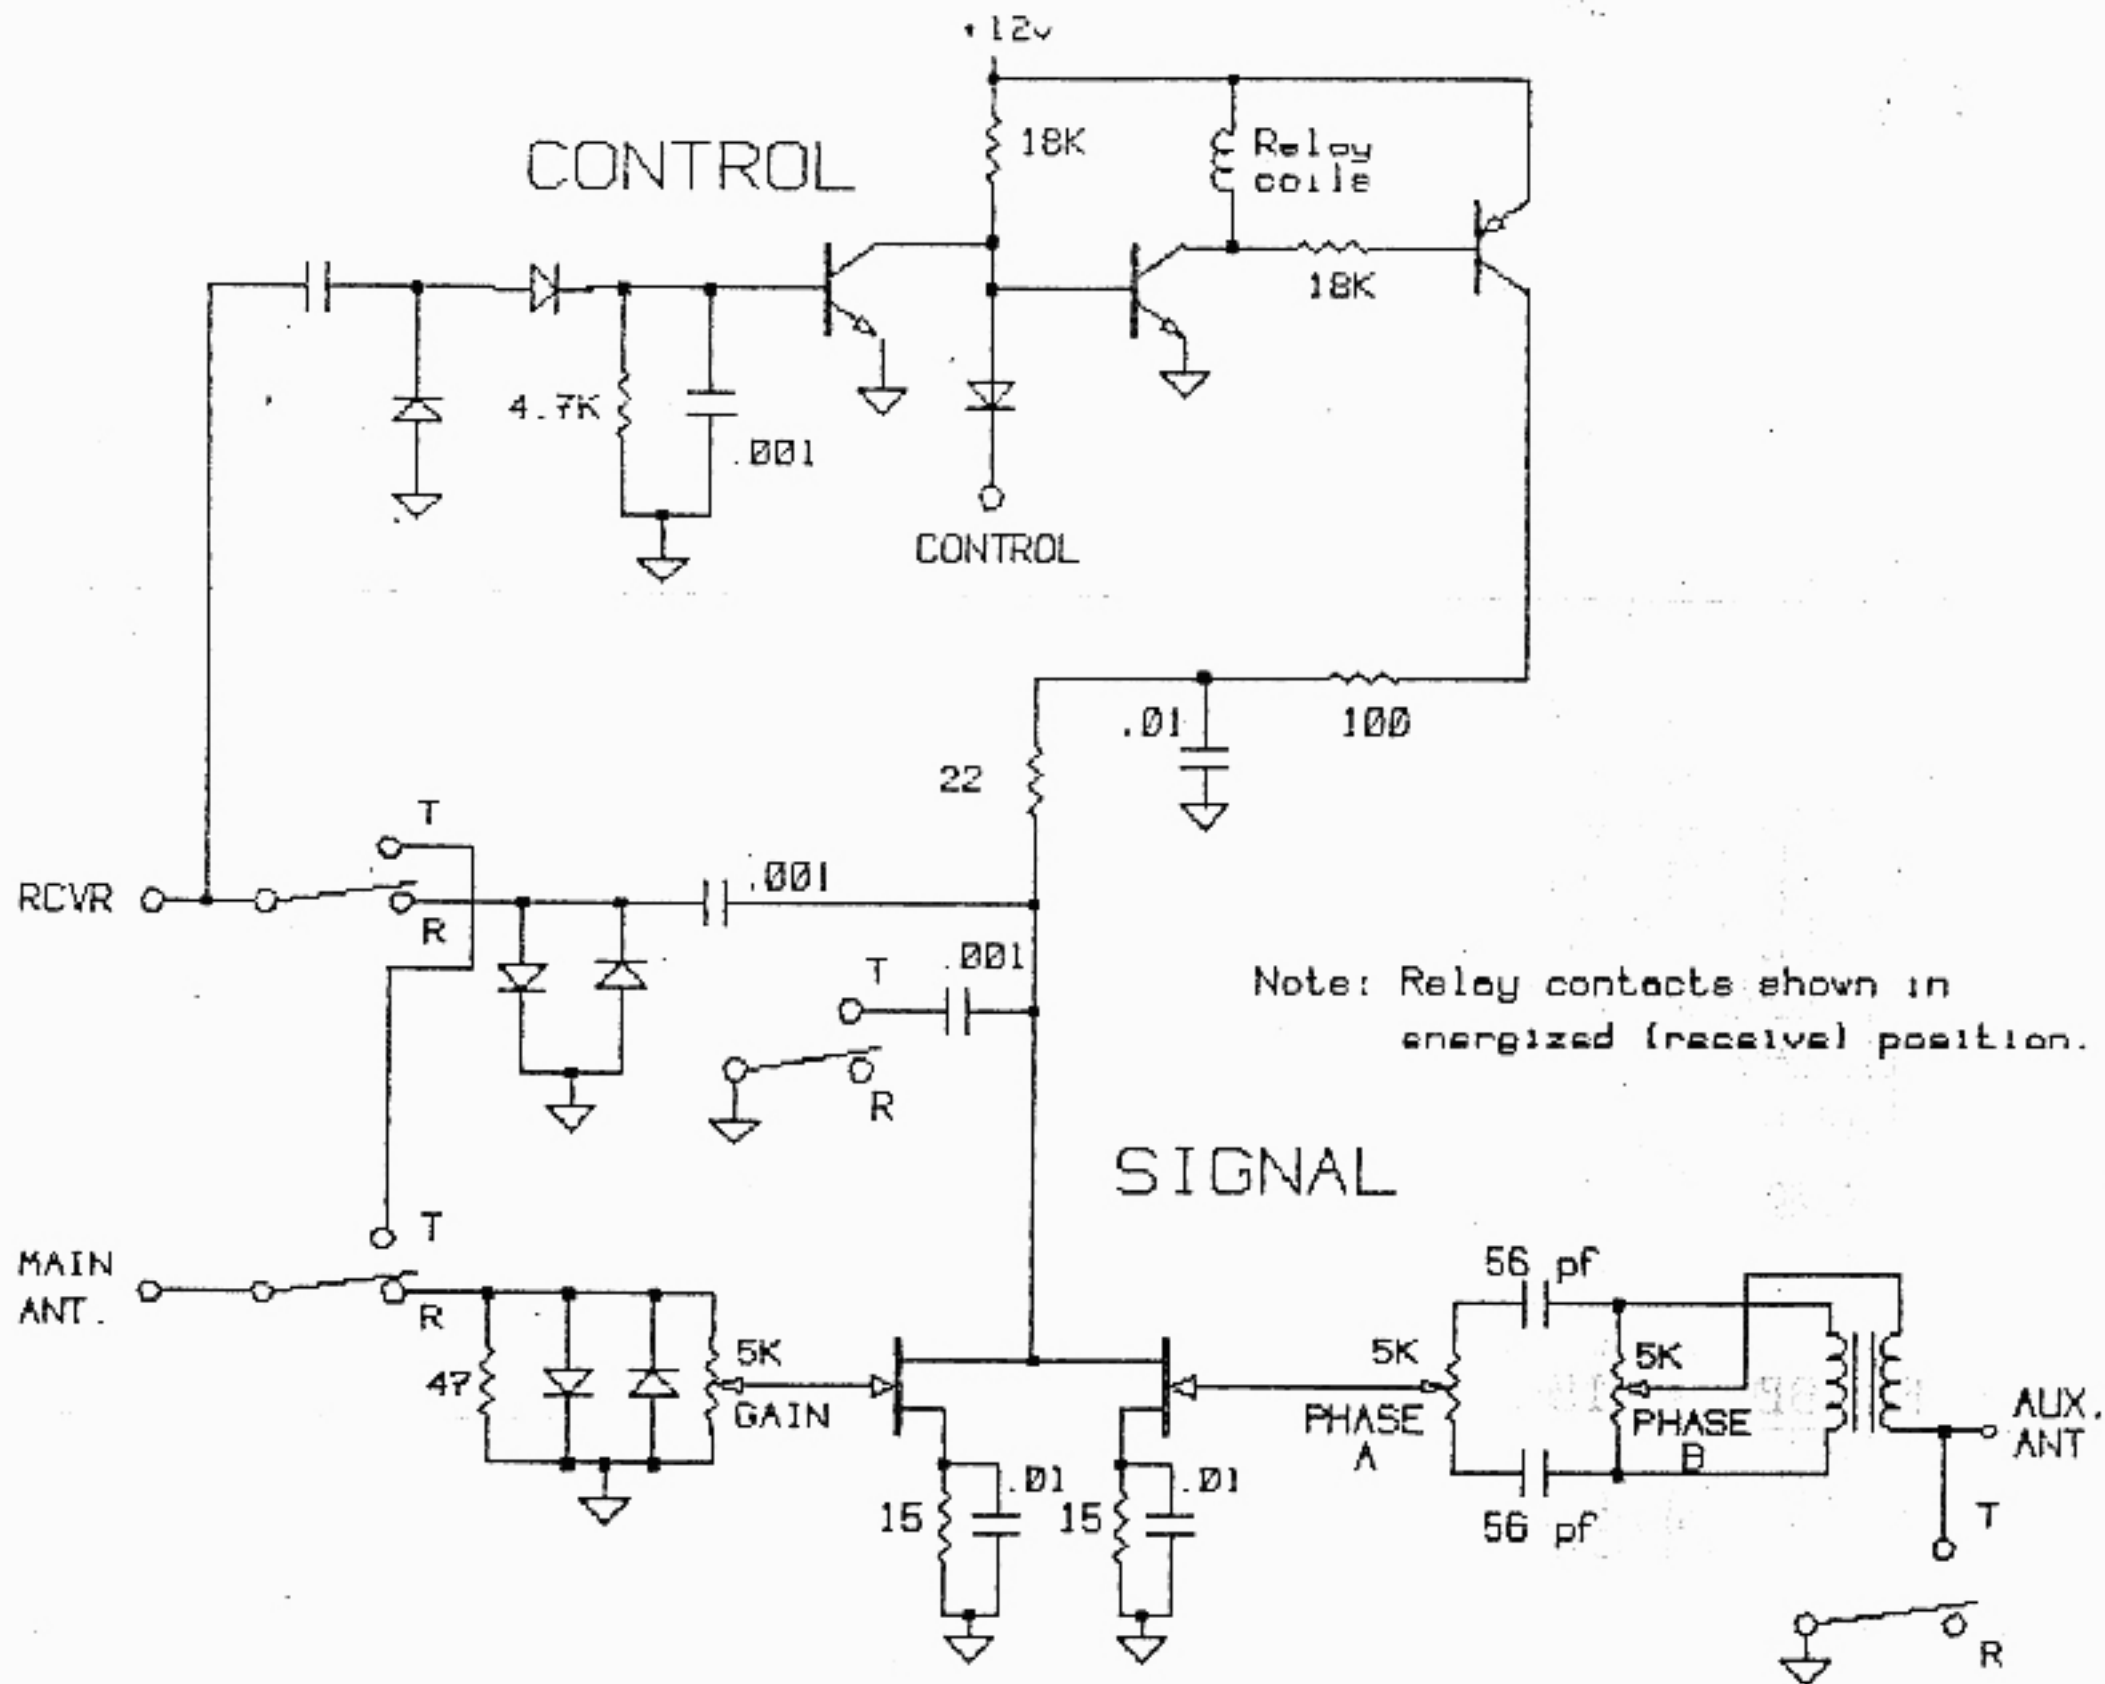 +12v
18K
Relay
coils
CONTROL
18K
4.7K
.001
CONTROL
.01
100
22
T
RCVR
R
.001
T
.001
R
Note: Relay contacts shown in
energized (receive) position.
SIGNAL
MAIN
ANT.
T
R
47
5K
GAIN
5K
PHASE
A
56 pf
5K
PHASE
B
56 pf
AUX.
ANT
T
R
15
.01
15
.01